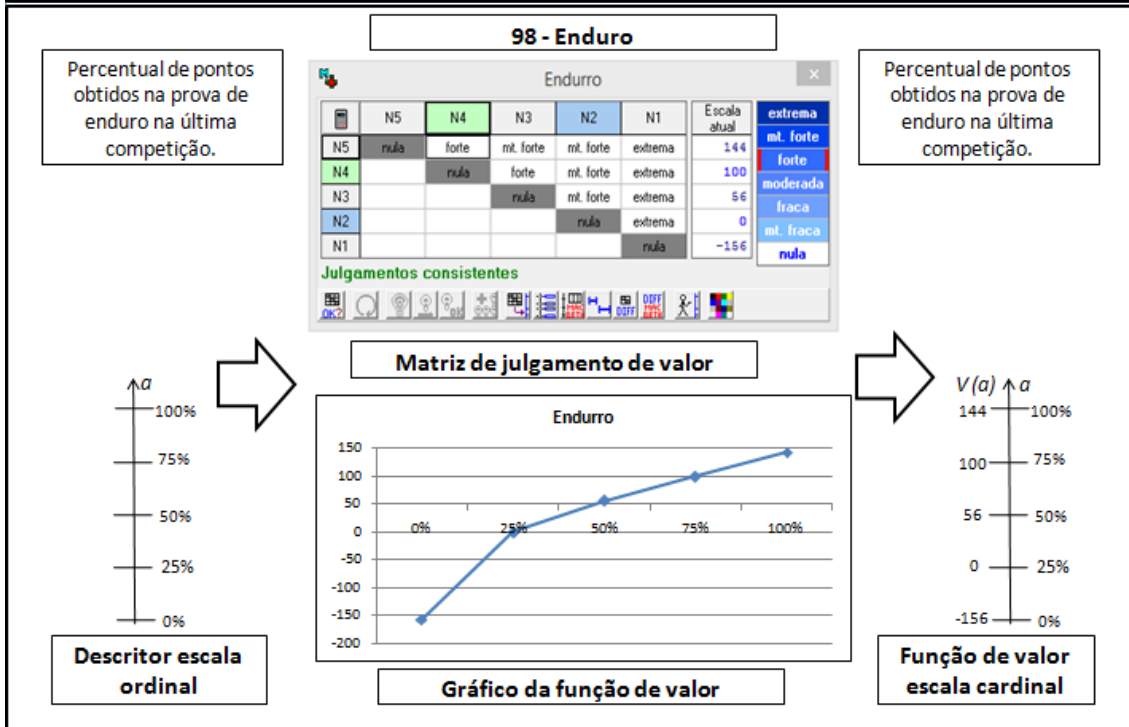 98 - Enduro
Percentual de pontos
obtidos na prova de
enduro na última
competição.
Endurro
N5 N4 N3 N2 N1 Escala
atual
N5 nula forte mt. forte mt. forte extrema 144
N4 nula forte mt. forte extrema 100
N3 nula mt. forte extrema 56
N2 nula extrema 0
N1 nula -156
extrema
mt. forte
forte
moderada
fraca
mt. fraca
nula
Julgamentos consistentes
OK?
OK
DIFF
DIFF
Percentual de pontos
obtidos na prova de
enduro na última
competição.
Matriz de julgamento de valor
a
100%
75%
50%
25%
0%
Descritor escala
ordinal
Endurro
150
100
50
0
-50
-100
-150
-200
0% 25% 50% 75% 100%
Gráfico da função de valor
V (a) a
144 100%
100 75%
56 50%
0 25%
-156 0%
Função de valor
escala cardinal